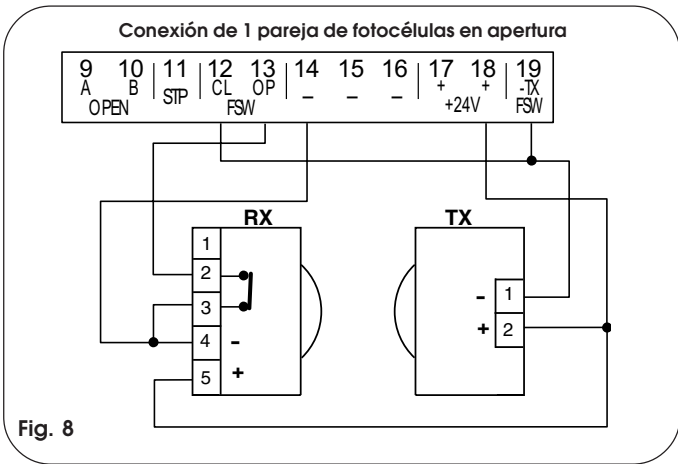 Conexión de 1 pareja de fotocélulas en apertura
9 10 11 12 13 14 15 16 17 18 19
A B STP CL OP - - - + + -TX
OPEN FSW +24V FSW
RX TX
1
2
3
4 -
5 +
- 1
+ 2
Fig. 8